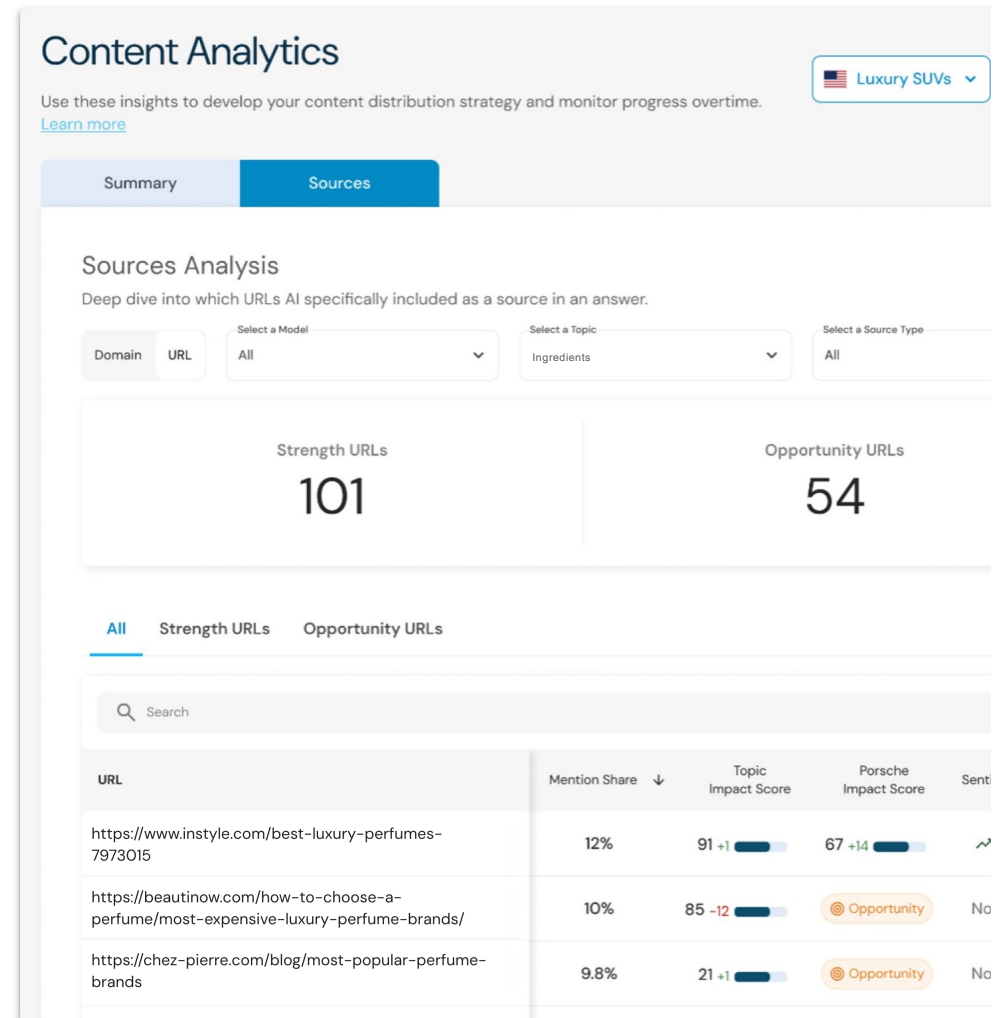 Content Analytics
Luxury SUVs
Use these insights to develop your content distribution strategy and monitor progress overtime.
Learn more
Summary
Sources
Sources Analysis
Deep dive into which URLs AI specifically included as a source in an answer.
Domain
URL
Select a Model
All
Select a Topic
Ingredients
Select a Source Type
All
Strength URLs
101
Opportunity URLs
54
All
Strength URLs
Opportunity URLs
Search
URL
Mention Share
Topic
Impact Score
Porsche
Impact Score
Senti
https://www.instyle.com/best-luxury-perfumes-
7973015
12%
91 +1
67 +14
https://beautinow.com/how-to-choose-a-
perfume/most-expensive-luxury-perfume-brands/
10%
85 -12
Opportunity
No
https://chez-pierre.com/blog/most-popular-perfume-
brands
9.8%
21 +1
Opportunity
No